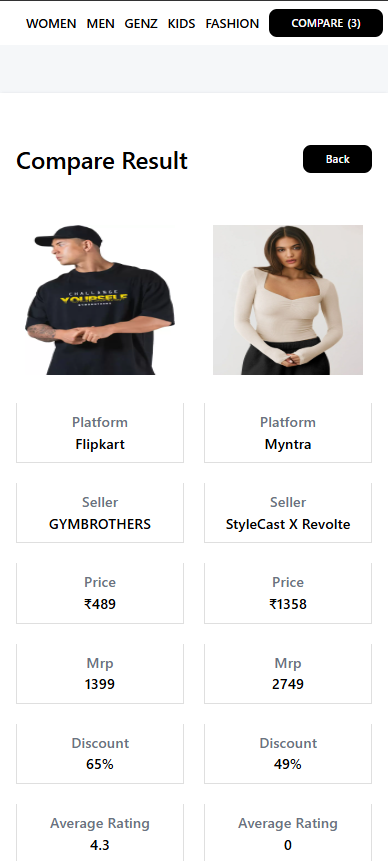 WOMEN MEN GENZ KIDS FASHION COMPARE (3)
Compare Result Back
CHALLENGE
YOURSELF
Platform Platform
Flipkart Myntra
Seller Seller
GYMBROTHERS StyleCast X Revolte
Price Price
₹489 ₹1358
Mrp Mrp
1399 2749
Discount Discount
65% 49%
Average Rating Average Rating
4.3 0